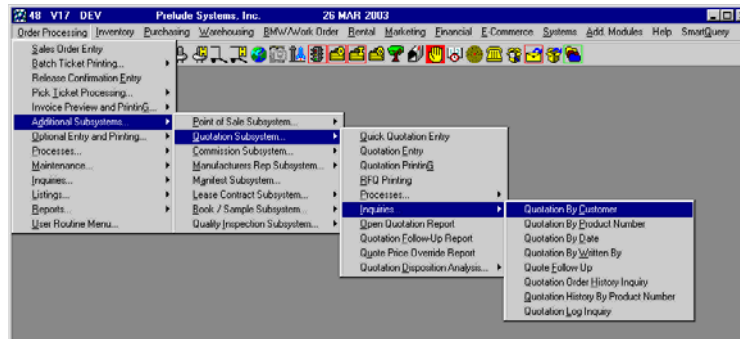 48 V17 DEV Prelude Systems, Inc. 26 MAR 2003
Order Processing Inventory Purchasing Warehousing BMW/Work Order Rental Marketing Financial E-Commerce Systems Add. Modules Help SmartQuery
Sales Order Entry
Batch Ticket Printing...
Release Confirmation Entry
Pick Ticket Processing...
Invoice Preview and PrintinG...
Additional Subsystems...
Optional Entry and Printing...
Processes...
Maintenance...
Inquiries...
Listings...
Reports...
User Routine Menu...
Point of Sale Subsystem...
Quotation Subsystem...
Commission Subsystem...
Manufacturers Rep Subsystem...
Manifest Subsystem...
Lease Contract Subsystem...
Book / Sample Subsystem...
Quality Inspection Subsystem...
Quick Quotation Entry
Quotation Entry
Quotation PrintinG
RFQ Printing
Processes...
Inquiries...
Open Quotation Report
Quotation Follow-Up Report
Quote Price Override Report
Quotation Disposition Analysis...
Quotation By Customer
Quotation By Product Number
Quotation By Date
Quotation By Written By
Quote Follow Up
Quotation Order History Inquiry
Quotation History By Product Number
Quotation Log Inquiry